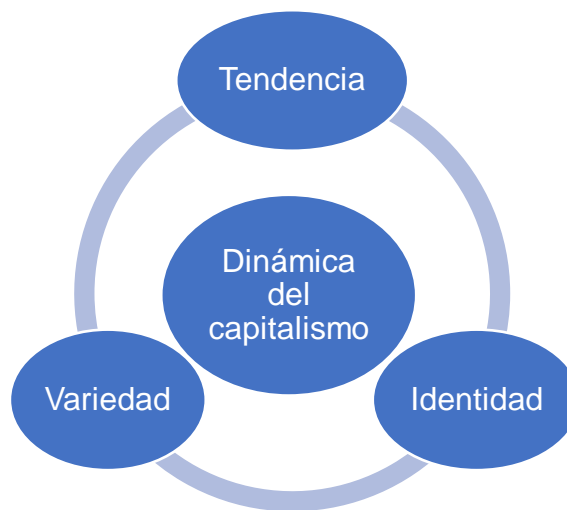 Tendencia
Dinámica
del
capitalismo
Variedad
Identidad